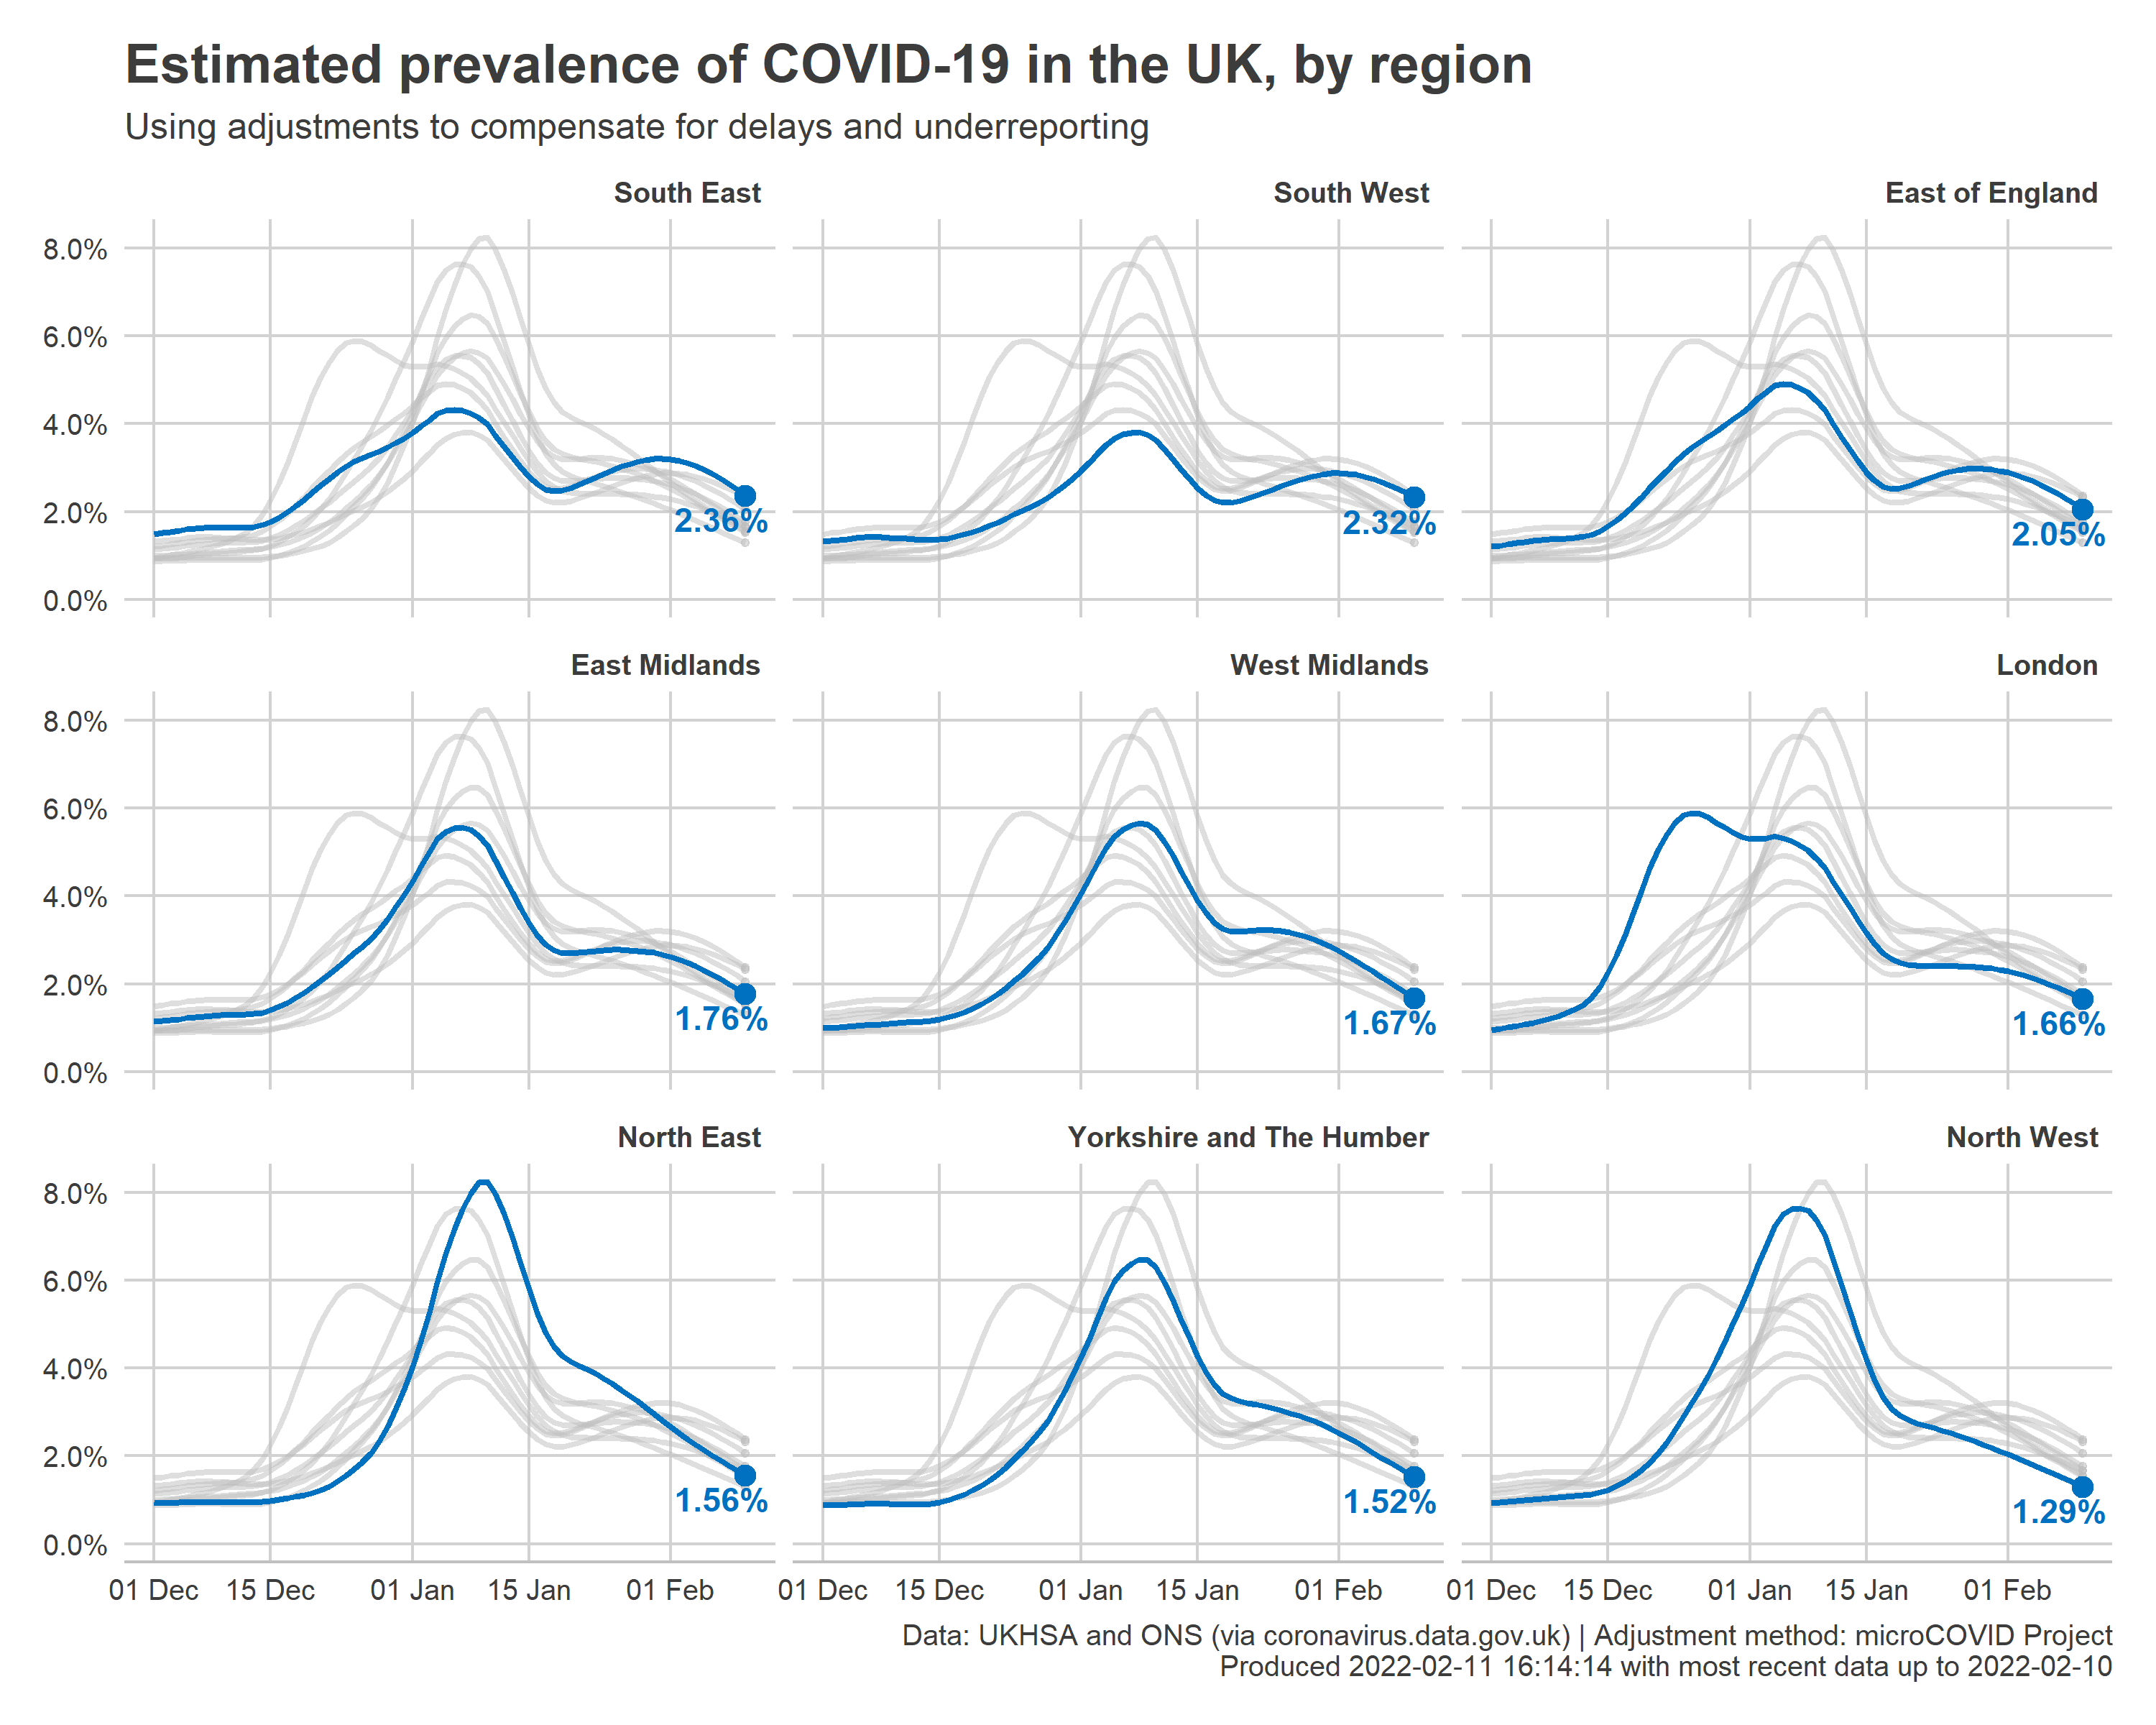 Estimated prevalence of COVID-19 in the UK, by region
Using adjustments to compensate for delays and underreporting
South East
South West
East of England
8.0%
6.0%
4.0%
2.0%
0.0%
2.36%
2.32%
2.05%
East Midlands
West Midlands
London
8.0%
6.0%
4.0%
2.0%
0.0%
1.76%
1.67%
1.66%
North East
Yorkshire and The Humber
North West
8.0%
6.0%
4.0%
2.0%
0.0%
1.56%
1.52%
1.29%
01 Dec 15 Dec 01 Jan 15 Jan 01 Feb 01 Dec 15 Dec 01 Jan 15 Jan 01 Feb 01 Dec 15 Dec 01 Jan 15 Jan 01 Feb
Data: UKHSA and ONS (via coronavirus.data.gov.uk) | Adjustment method: microCOVID Project
Produced 2022-02-11 16:14:14 with most recent data up to 2022-02-10